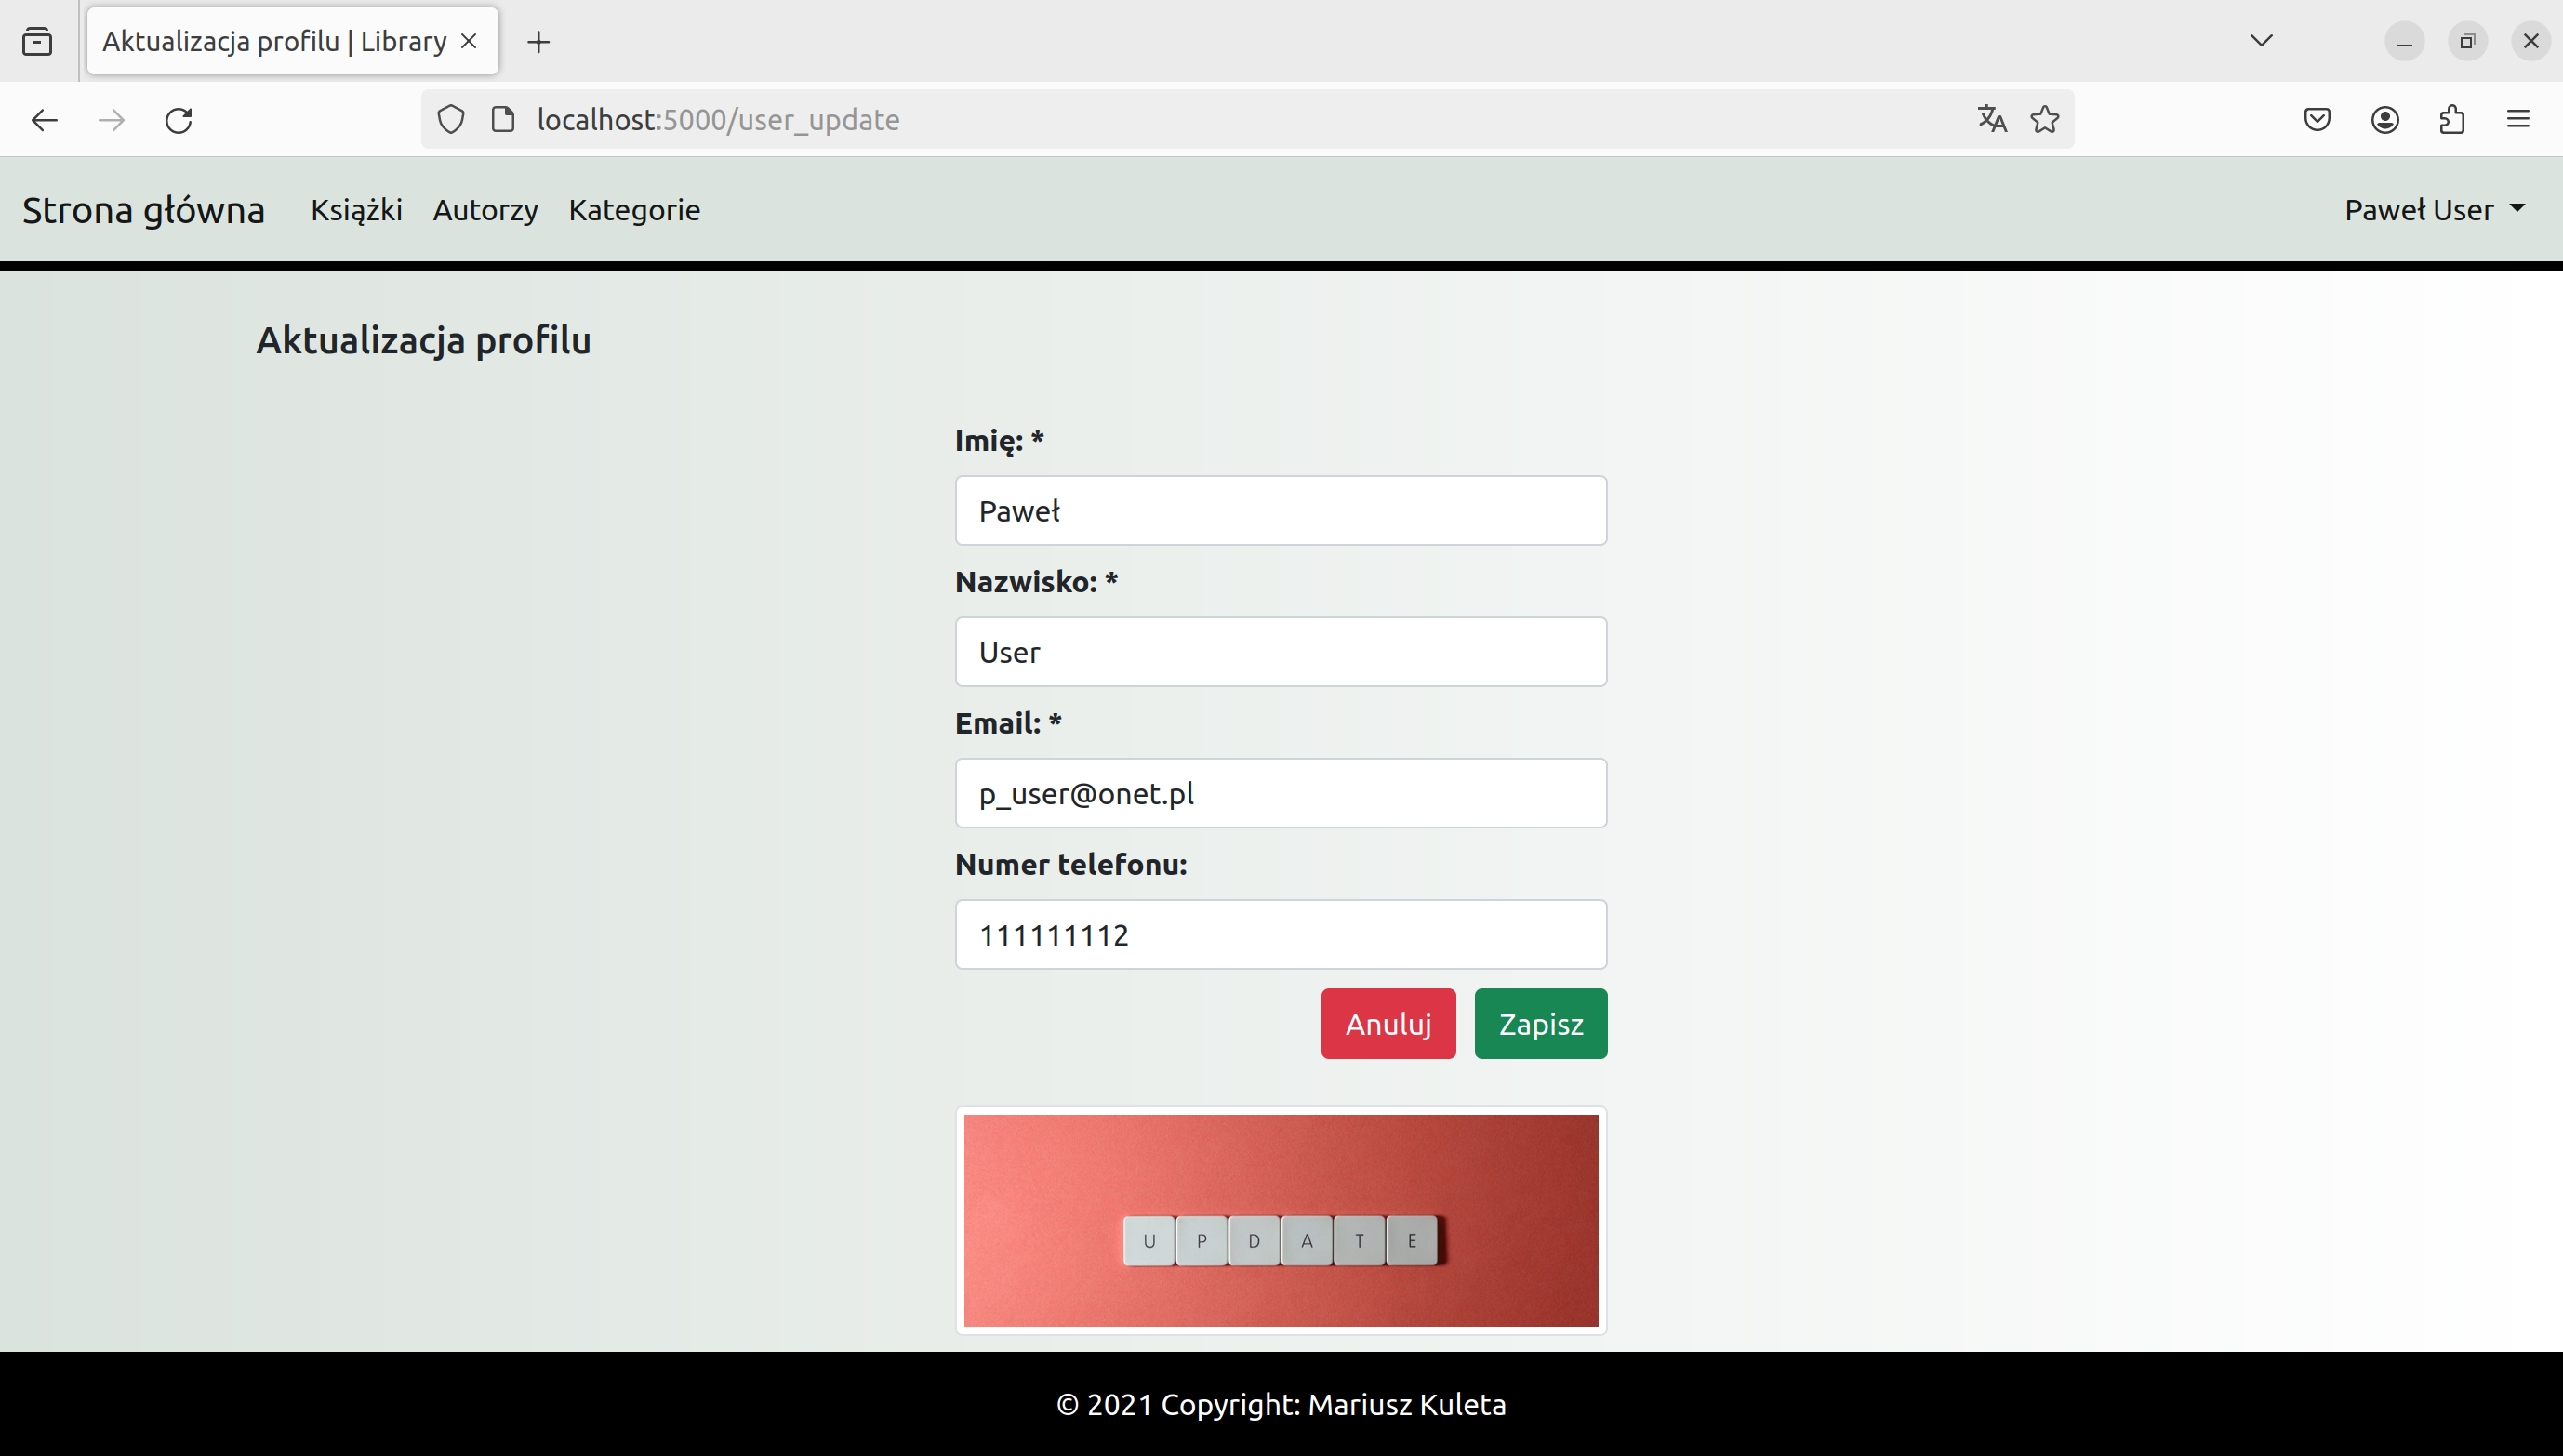 Aktualizacja profilu | Library
localhost:5000/user_update
Strona główna Książki Autorzy Kategorie Paweł User
Aktualizacja profilu
Imię: *
Paweł
Nazwisko: *
User
Email: *
p_user@onet.pl
Numer telefonu:
111111112
Anuluj Zapisz
UPDATE
© 2021 Copyright: Mariusz Kuleta